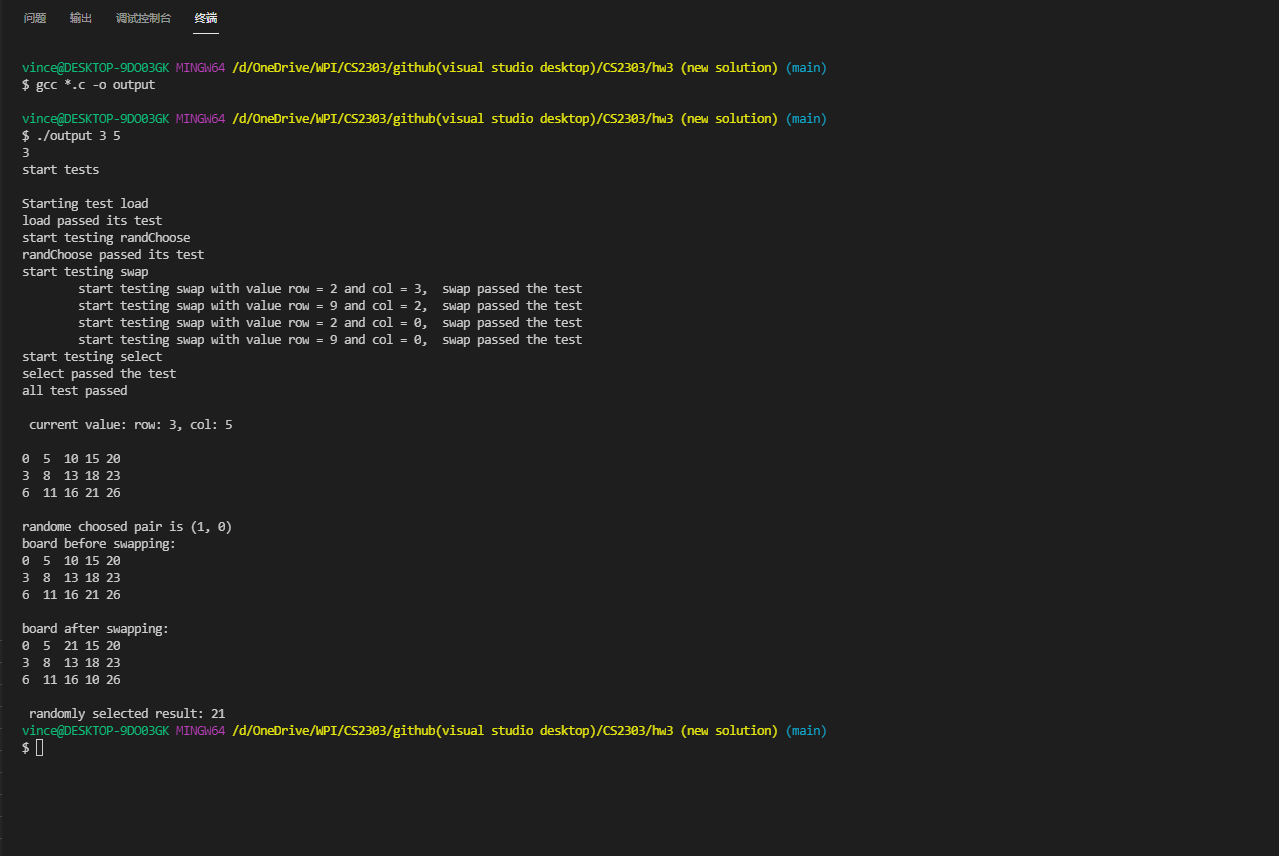 问题 输出 调试控制台 终端
vince@DESKTOP-9DO03GK MINGW64 /d/OneDrive/WPI/CS2303/github(visual studio desktop)/CS2303/hw3 (new solution) (main)
$ gcc *.c -o output
vince@DESKTOP-9DO03GK MINGW64 /d/OneDrive/WPI/CS2303/github(visual studio desktop)/CS2303/hw3 (new solution) (main)
$ ./output 3 5
3
start tests
Starting test load
load passed its test
start testing randChoose
randChoose passed its test
start testing swap
start testing swap with value row = 2 and col = 3,  swap passed the test
start testing swap with value row = 9 and col = 2,  swap passed the test
start testing swap with value row = 2 and col = 0,  swap passed the test
start testing swap with value row = 9 and col = 0,  swap passed the test
start testing select
select passed the test
all test passed
current value: row: 3, col: 5
0  5  10 15 20
3  8  13 18 23
6  11 16 21 26
randome choosed pair is (1, 0)
board before swapping:
0  5  10 15 20
3  8  13 18 23
6  11 16 21 26
board after swapping:
0  5  21 15 20
3  8  13 18 23
6  11 16 10 26
randomly selected result: 21
vince@DESKTOP-9DO03GK MINGW64 /d/OneDrive/WPI/CS2303/github(visual studio desktop)/CS2303/hw3 (new solution) (main)
$